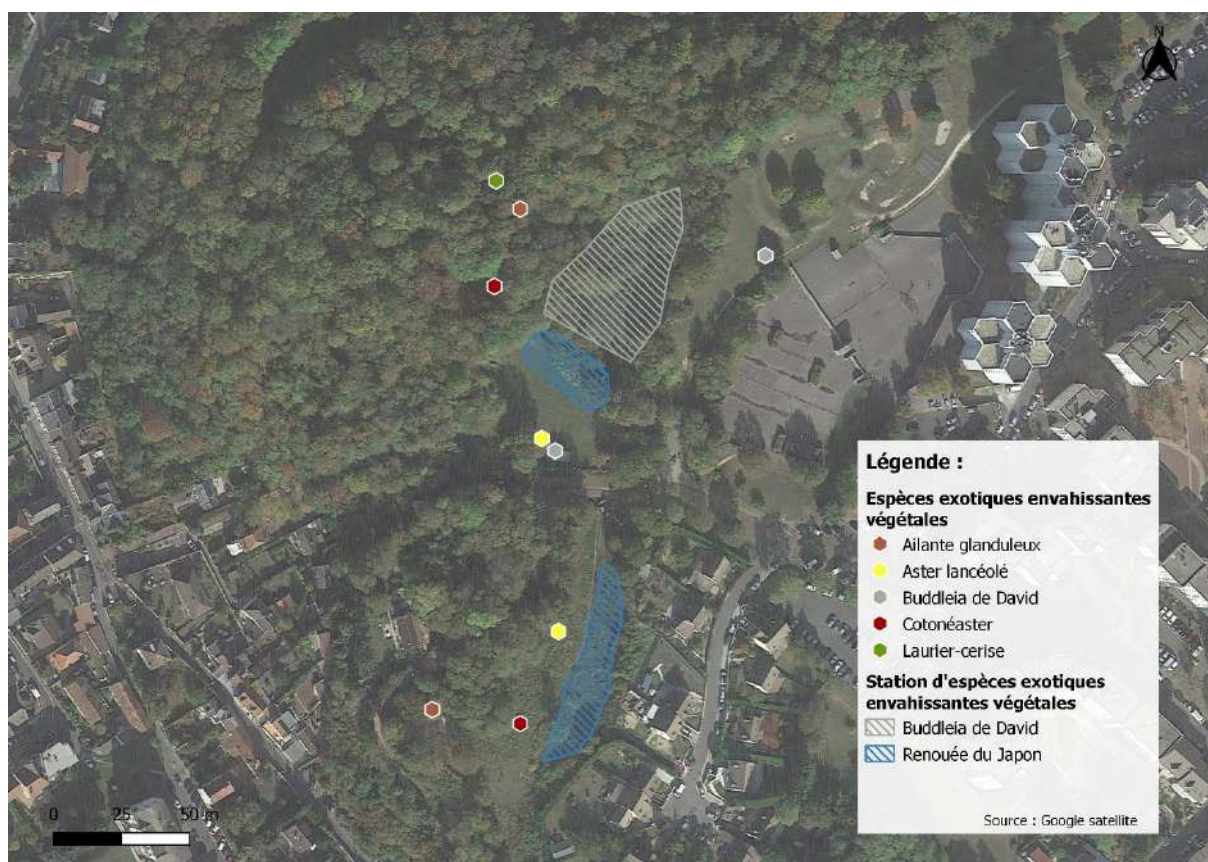 N
Légende :
Espèces exotiques envahissantes
végétales
Ailante glanduleux
Aster lancéolé
Buddleia de David
Cotonéaster
Laurier-cerise
Station d'espèces exotiques
envahissantes végétales
Buddleia de David
Renouée du Japon
Source : Google satellite
0 25 50 m